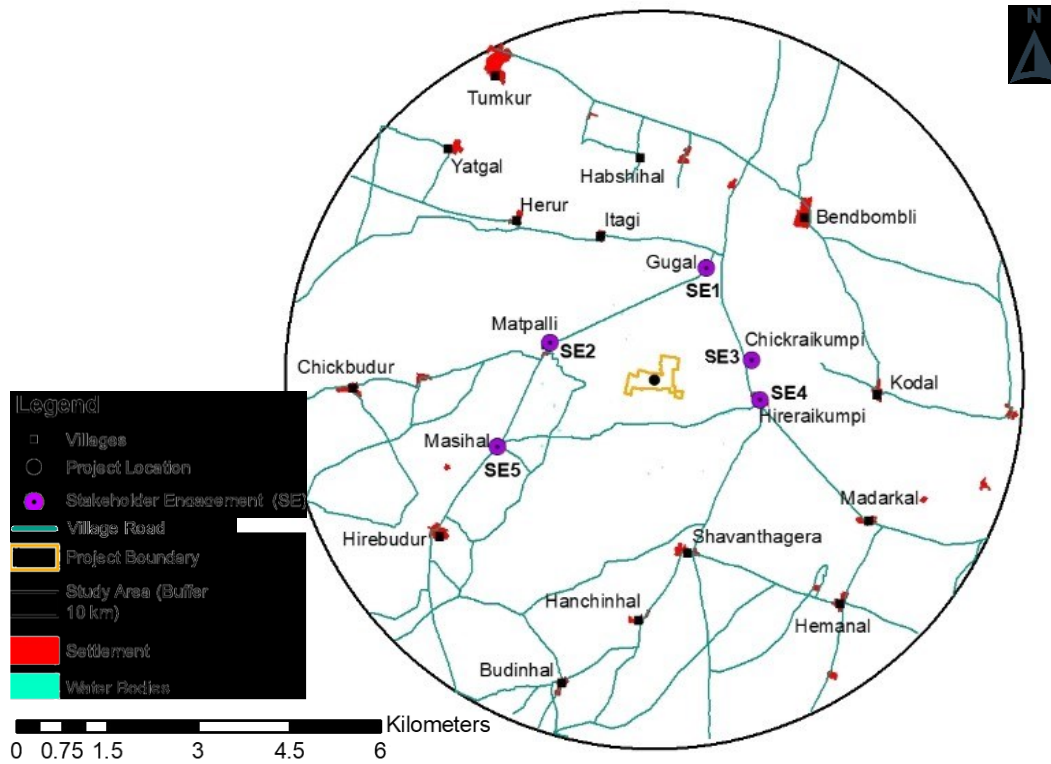 N
Tumkur
Yatgal
Habshihal
Herur
Itagi
Bendbombli
Gugal
SE1
Matpalli
SE2
Chickraikumpi
SE3
Chickbudur
Kodal
SE4
Hireraikumpi
Masihal
SE5
Madarkal
Hirebudur
Shavanthagera
Hanchinhal
Hemanal
Budinhal
Legend
Villages
Project Location
Stakeholder Engagement (SE)
Village Road
Project Boundary
Study Area (Buffer
10 km)
Settlement
Water Bodies
Kilometers
0 0.75 1.5 3 4.5 6